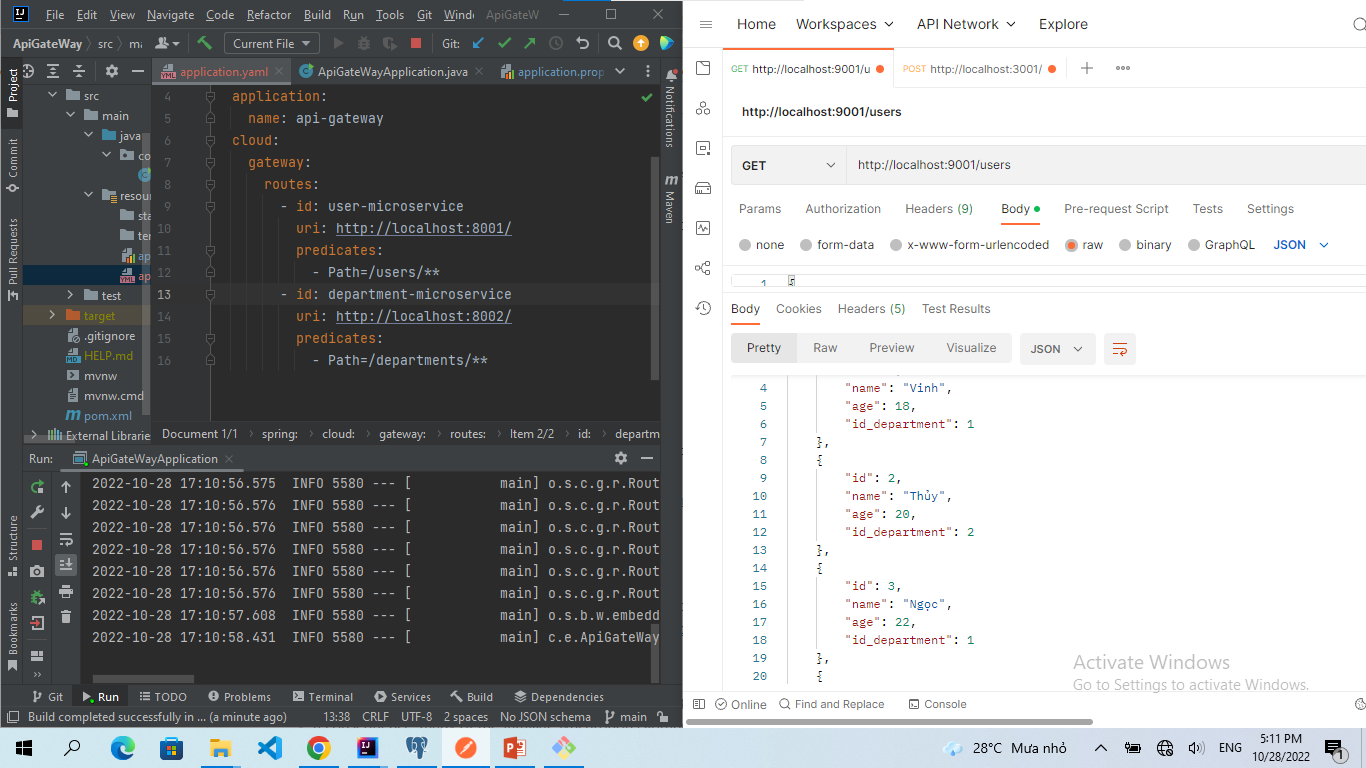 File Edit View Navigate Code Refactor Build Run Tools Git Windo ApiGateW
ApiGateWay src ma Current File Git:
Project
application.yaml ApiGateWayApplication.java application.prop
src
main
java
co
resour
sta
ter
ap
ap
test
target
.gitignore
HELP.md
mvnw
mvnw.cmd
pom.xml
External Librarie
Commit
Pull Requests
Structure
Bookmarks
4 application:
5 name: api-gateway
6 cloud:
7 gateway:
8 routes:
9 - id: user-microservice
10 uri: http://localhost:8001/
11 predicates:
12 - Path=/users/**
13 - id: department-microservice
14 uri: http://localhost:8002/
15 predicates:
16 - Path=/departments/**
Notifications
Maven
Document 1/1 spring: cloud: gateway: routes: Item 2/2 id: departm
Run: ApiGateWayApplication
2022-10-28 17:10:56.575 INFO 5580 --- [ main] o.s.c.g.r.Rout
2022-10-28 17:10:56.576 INFO 5580 --- [ main] o.s.c.g.r.Rout
2022-10-28 17:10:56.576 INFO 5580 --- [ main] o.s.c.g.r.Rout
2022-10-28 17:10:56.576 INFO 5580 --- [ main] o.s.c.g.r.Rout
2022-10-28 17:10:56.576 INFO 5580 --- [ main] o.s.c.g.r.Rout
2022-10-28 17:10:56.576 INFO 5580 --- [ main] o.s.c.g.r.Rout
2022-10-28 17:10:57.608 INFO 5580 --- [ main] o.s.b.w.embedd
2022-10-28 17:10:58.431 INFO 5580 --- [ main] c.e.ApiGateWay
Git Run TODO Problems Terminal Services Build Dependencies
Build completed successfully in ... (a minute ago) 13:38 CRLF UTF-8 2 spaces No JSON schema main
Home Workspaces API Network Explore
GET http://localhost:9001/u POST http://localhost:3001/
http://localhost:9001/users
GET http://localhost:9001/users
Params Authorization Headers (9) Body Pre-request Script Tests Settings
none form-data x-www-form-urlencoded raw binary GraphQL JSON
1 {
Body Cookies Headers (5) Test Results
Pretty Raw Preview Visualize JSON
4 "name": "Vinh",
5 "age": 18,
6 "id_department": 1
7 },
8 {
9 "id": 2,
10 "name": "Thủy",
11 "age": 20,
12 "id_department": 2
13 },
14 {
15 "id": 3,
16 "name": "Ngọc",
17 "age": 22,
18 "id_department": 1
19 },
20 {
Activate Windows
Go to Settings to activate Windows.
Online Find and Replace Console
28°C Mưa nhỏ ENG 5:11 PM
10/28/2022 1